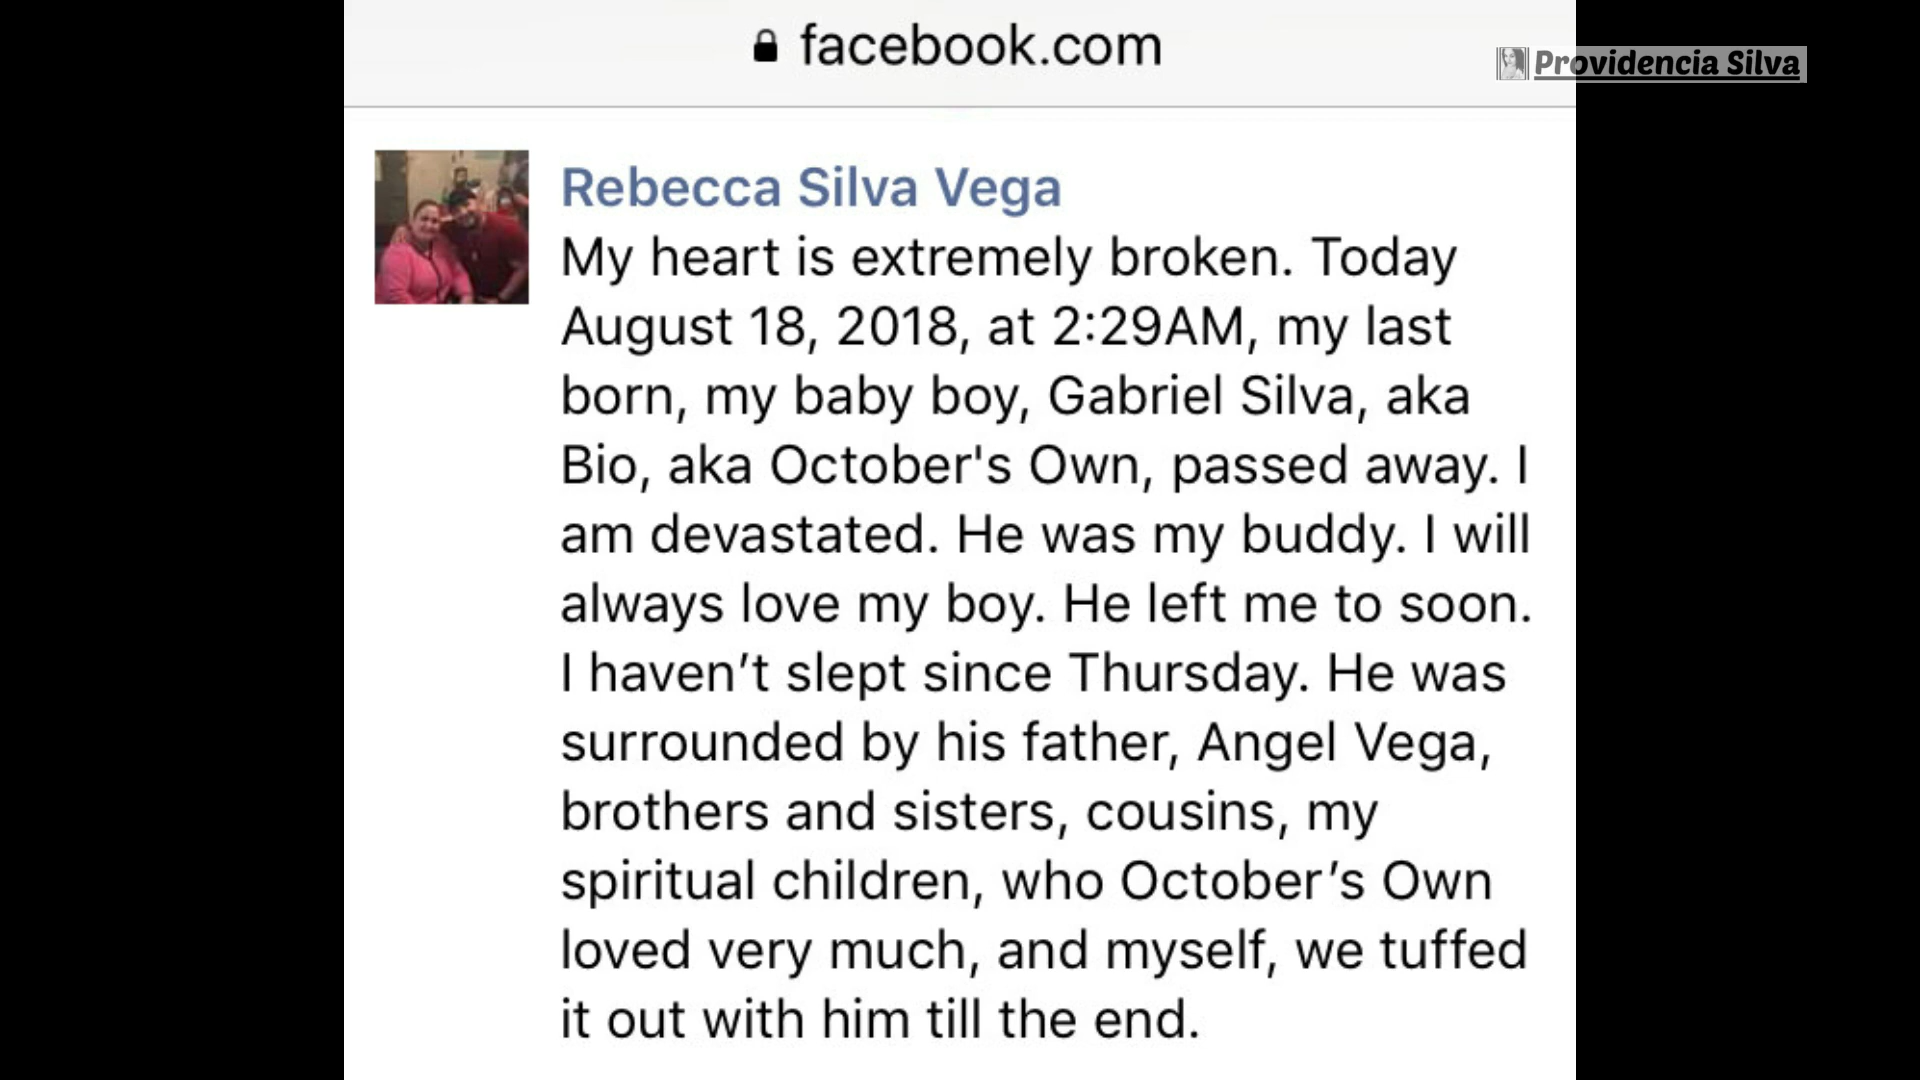 facebook.com
Providencia Silva
Rebecca Silva Vega
My heart is extremely broken. Today
August 18, 2018, at 2:29AM, my last
born, my baby boy, Gabriel Silva, aka
Bio, aka October's Own, passed away. I
am devastated. He was my buddy. I will
always love my boy. He left me to soon.
I haven’t slept since Thursday. He was
surrounded by his father, Angel Vega,
brothers and sisters, cousins, my
spiritual children, who October’s Own
loved very much, and myself, we tuffed
it out with him till the end.